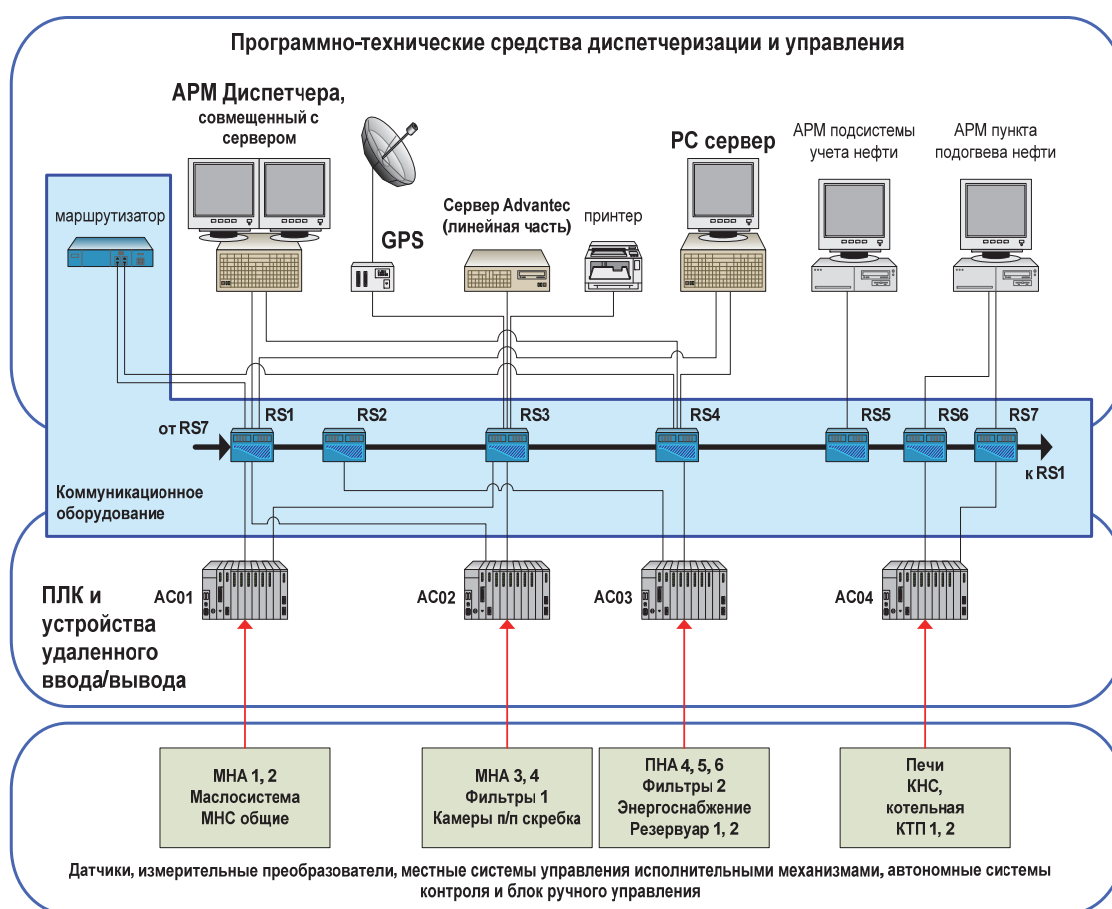 Программно-технические средства диспетчеризации и управления
АРМ Диспетчера,
совмещенный с
сервером
GPS
Сервер Advantec
(линейная часть)
принтер
PC сервер
АРМ подсистемы
учета нефти
АРМ пункта
подогвева нефти
маршрутизатор
от RS7
RS1
RS2
RS3
RS4
RS5
RS6
RS7
к RS1
Коммуникационное
оборудование
ПЛК и
устройства
удаленного
ввода/вывода
AC01
AC02
AC03
AC04
МНА 1, 2
Маслосистема
МНС общие
МНА 3, 4
Фильтры 1
Камеры п/п скребка
ПНА 4, 5, 6
Фильтры 2
Энергоснабжение
Резервуар 1, 2
Печи
КНС,
котельная
КТП 1, 2
Датчики, измерительные преобразователи, местные системы управления исполнительными механизмами, автономные системы
контроля и блок ручного управления